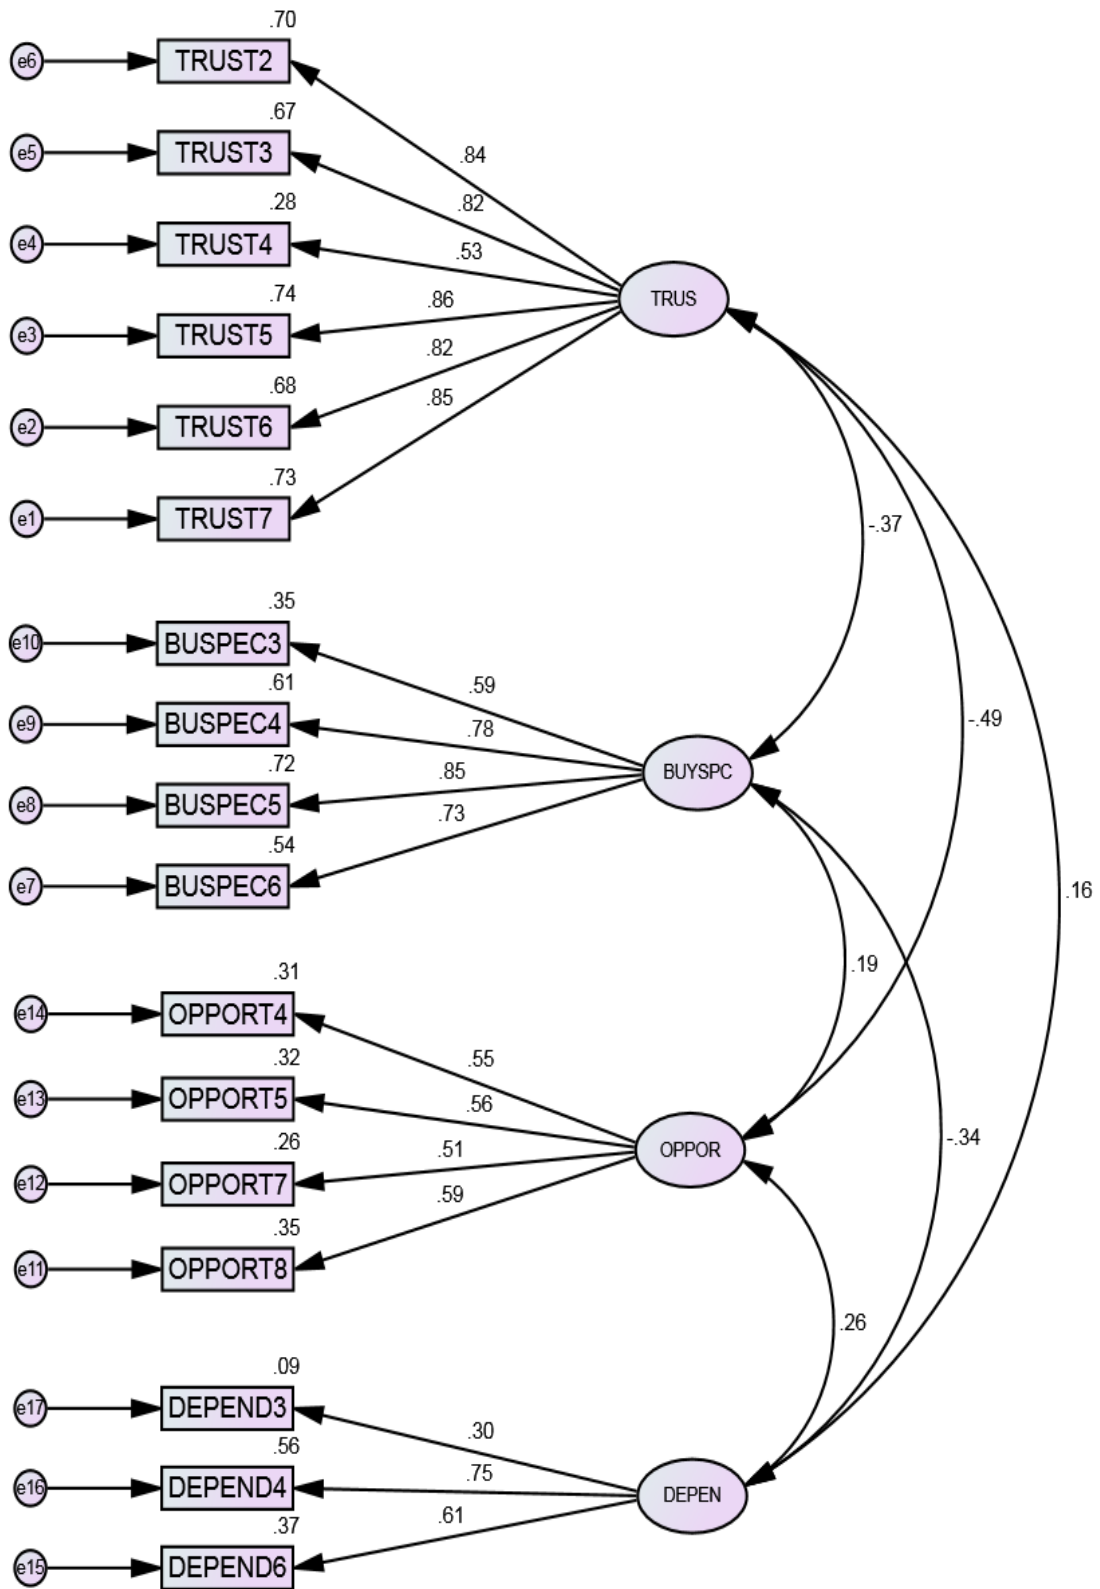 .70
e6
TRUST2
.67
e5
TRUST3
.84
.28
e4
TRUST4
.82
.74
e3
TRUST5
.53
.86
TRUS
.68
e2
TRUST6
.82
.73
e1
TRUST7
.85
-.37
.35
e10
BUSPEC3
.61
e9
BUSPEC4
.59
.78
-.49
.72
e8
BUSPEC5
.85
BUYSPC
.54
e7
BUSPEC6
.73
.16
.31
e14
OPPORT4
.19
.32
e13
OPPORT5
.55
.56
.26
e12
OPPORT7
.51
OPPOR
-.34
.35
e11
OPPORT8
.59
.26
.09
e17
DEPEND3
.30
.56
e16
DEPEND4
.75
DEPEN
.37
e15
DEPEND6
.61